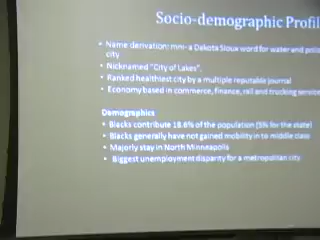 Socio-demographic Profil
• Name derivation: mni- a Dakota Sioux word for water and polis
city
• Nicknamed "City of Lakes".
• Ranked healthiest city by a multiple reputable journal
• Economy based in commerce, finance, rail and trucking service
Demographics
• Blacks contribute 18.6% of the population (5% for the state)
• Blacks generally have not gained mobility in to middle class
• Majorly stay in North Minneapolis
• Biggest unemployment disparity for a metropolitan city